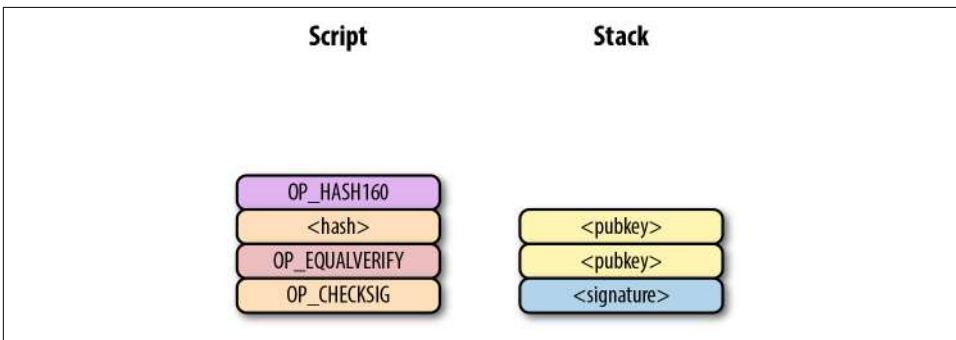 Script
Stack
OP_HASH160
<hash>
OP_EQUALVERIFY
OP_CHECKSIG
<pubkey>
<pubkey>
<signature>